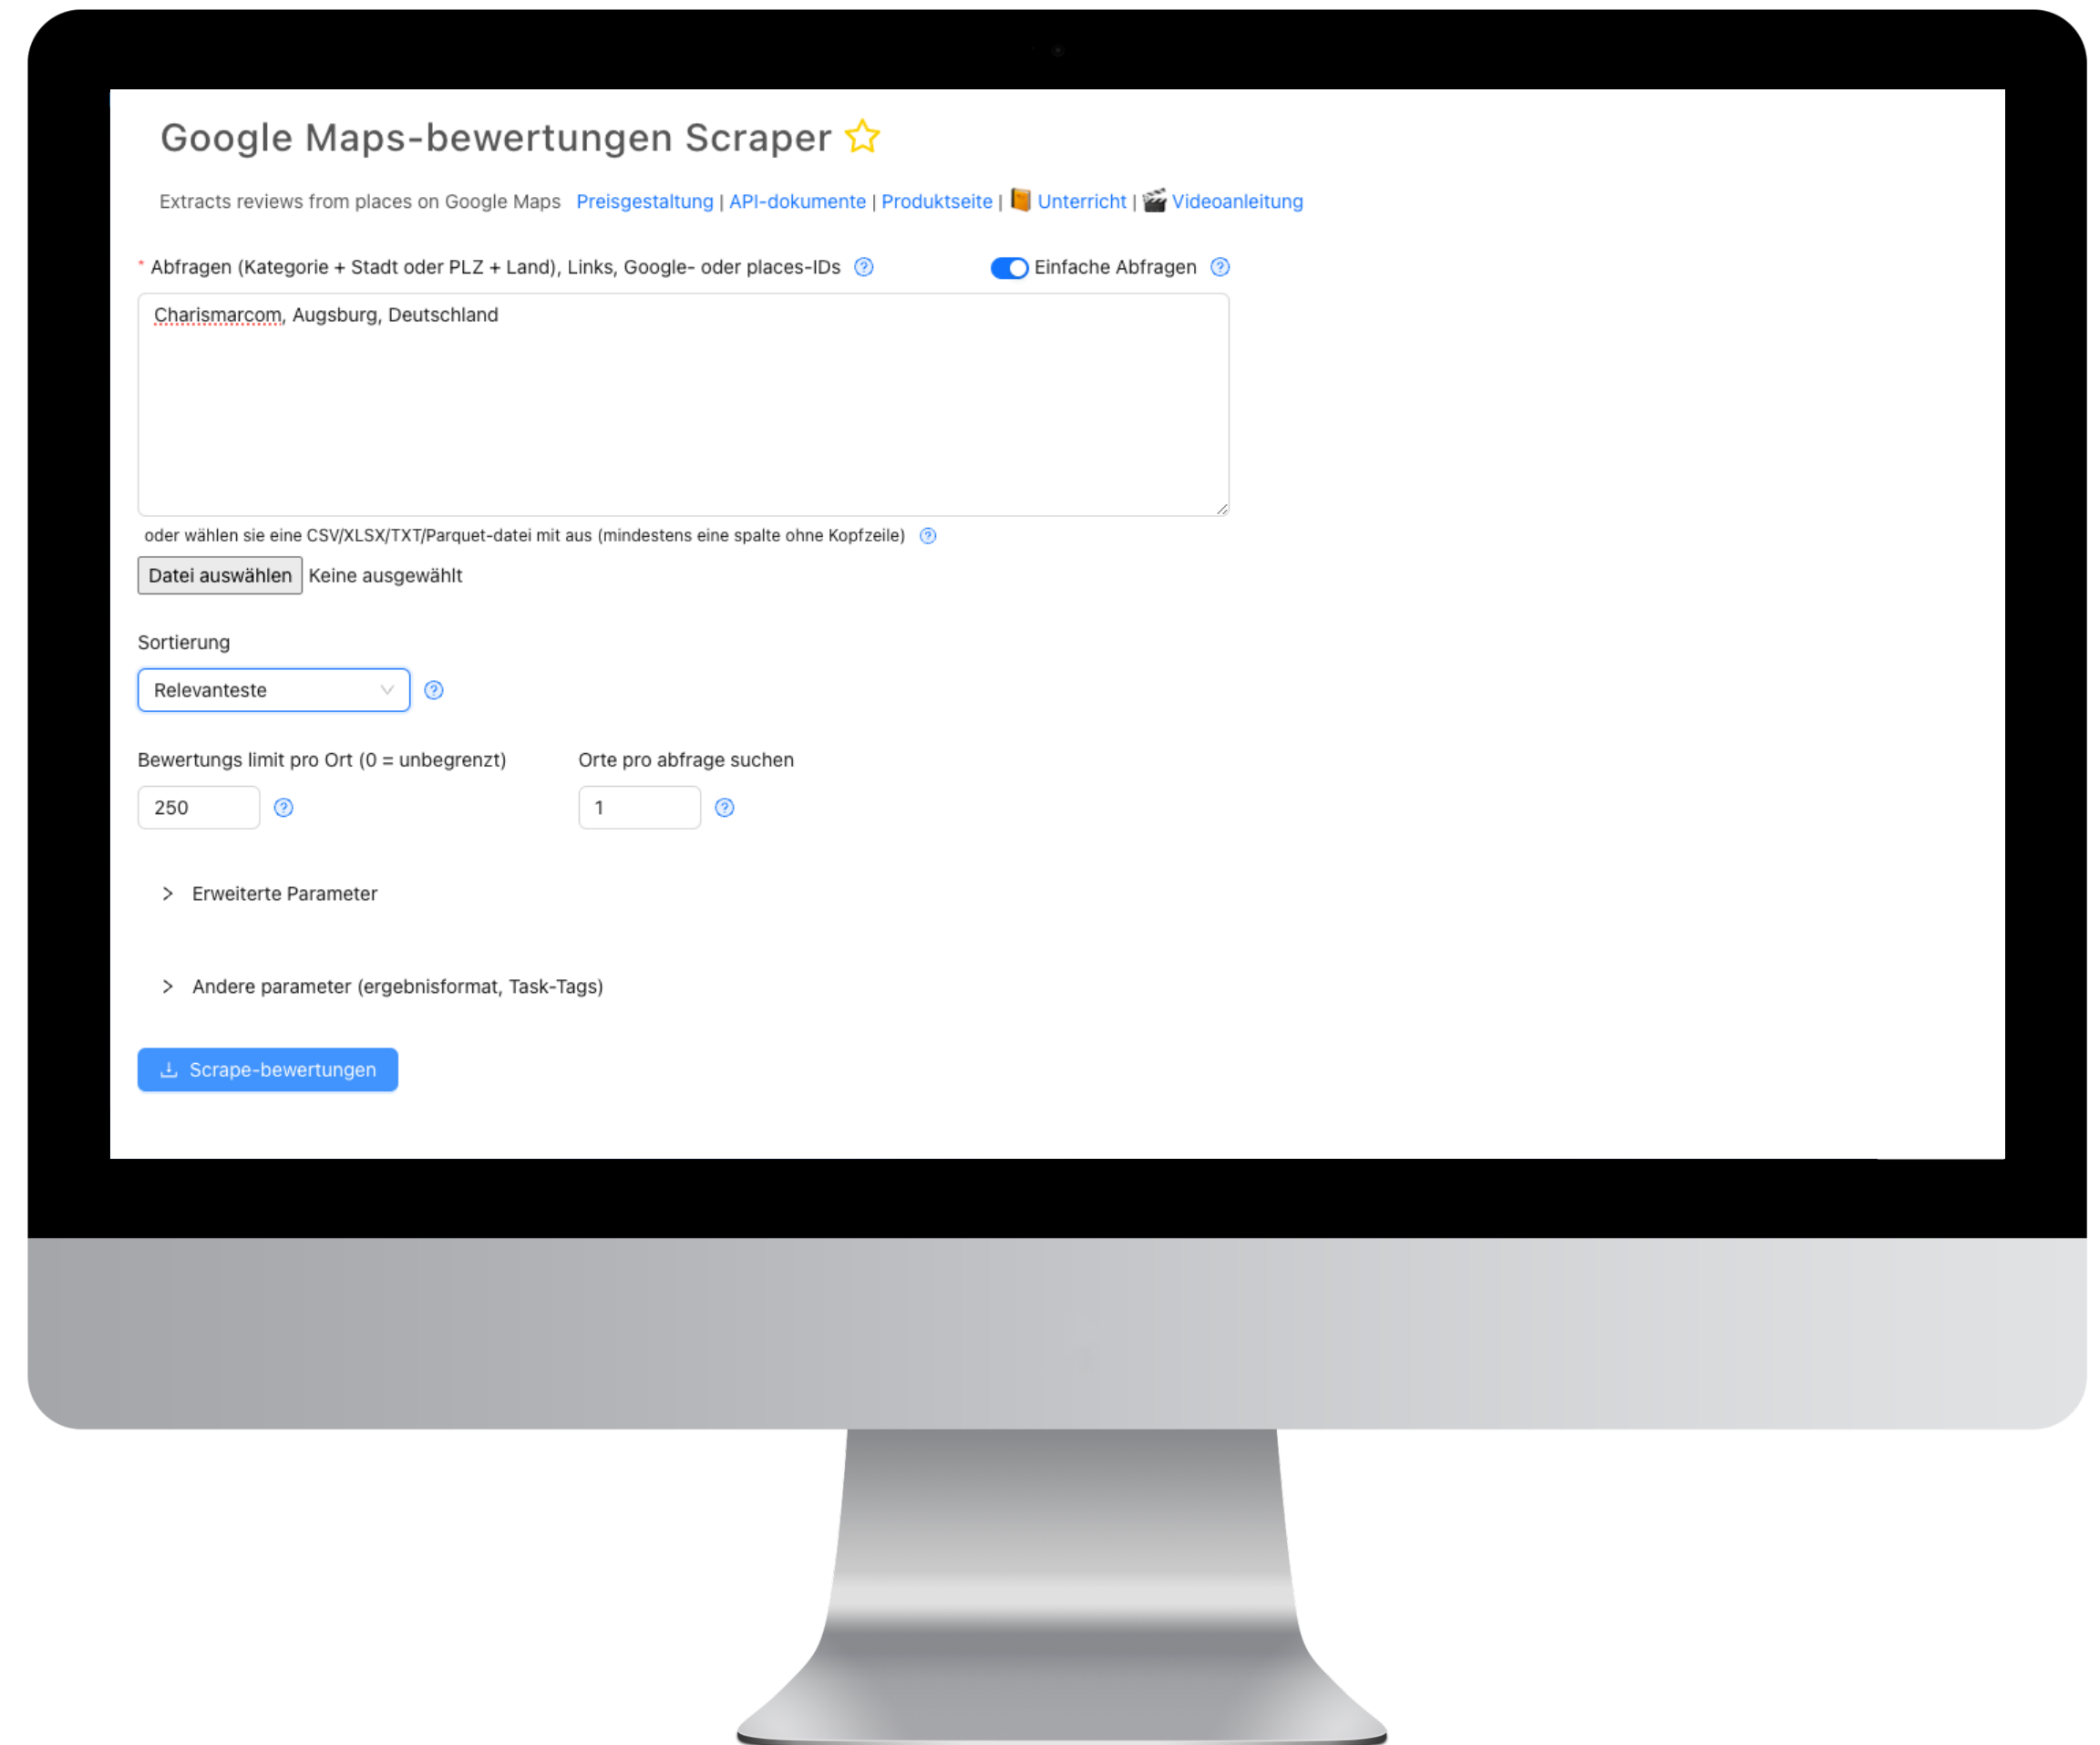 Google Maps-bewertungen Scraper
Extracts reviews from places on Google Maps Preisgestaltung | API-dokumente | Produktseite | Unterricht | Videoanleitung
* Abfragen (Kategorie + Stadt oder PLZ + Land), Links, Google- oder places-IDs ? Einfache Abfragen ?
Charismarcom, Augsburg, Deutschland
oder wählen sie eine CSV/XLSX/TXT/Parquet-datei mit aus (mindestens eine spalte ohne Kopfzeile) ?
Datei auswählen Keine ausgewählt
Sortierung
Relevanteste ?
Bewertungs limit pro Ort (0 = unbegrenzt) Orte pro abfrage suchen
250 ? 1 ?
> Erweiterte Parameter
> Andere parameter (ergebnisformat, Task-Tags)
Scrape-bewertungen